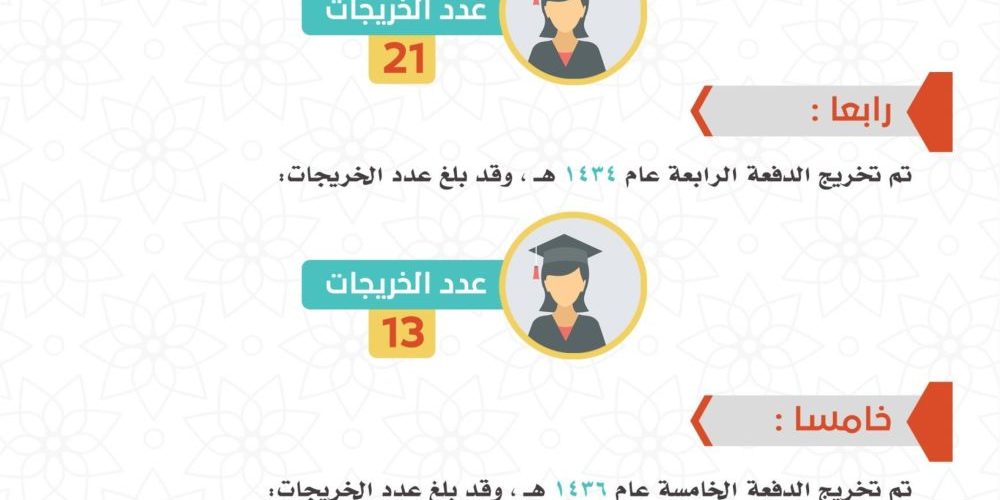 عدد الخريجات
21
رابعا :
تم تخريج الدفعة الرابعة عام ١٤٣٤ هـ ، وقد بلغ عدد الخريجات:
عدد الخريجات
13
خامسا :
تم تخريج الدفعة الخامسة عام ١٤٣٦ هـ ، وقد بلغ عدد الخريجات: